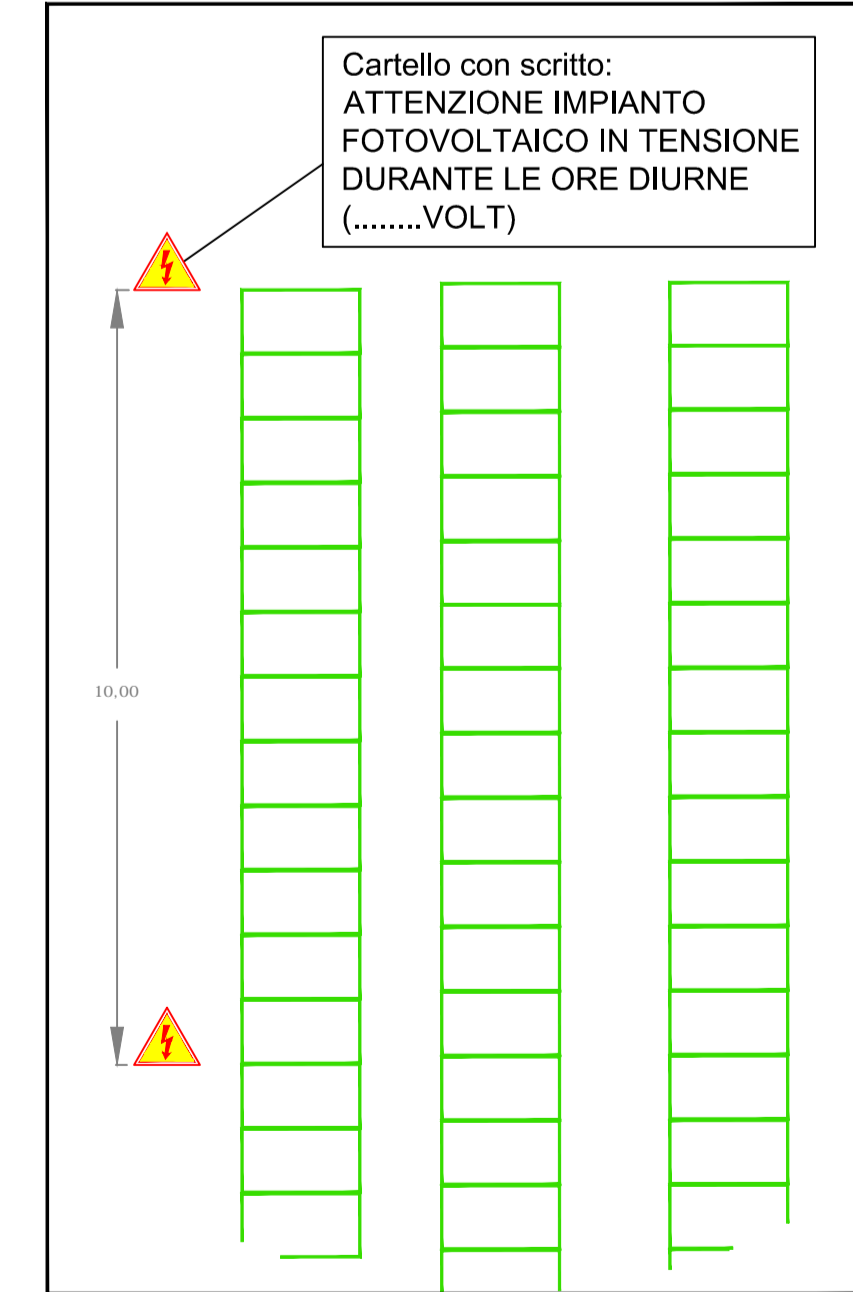 Cartello con scritto:
ATTENZIONE IMPIANTO
FOTOVOLTAICO IN TENSIONE
DURANTE LE ORE DIURNE
(........VOLT)
10,00